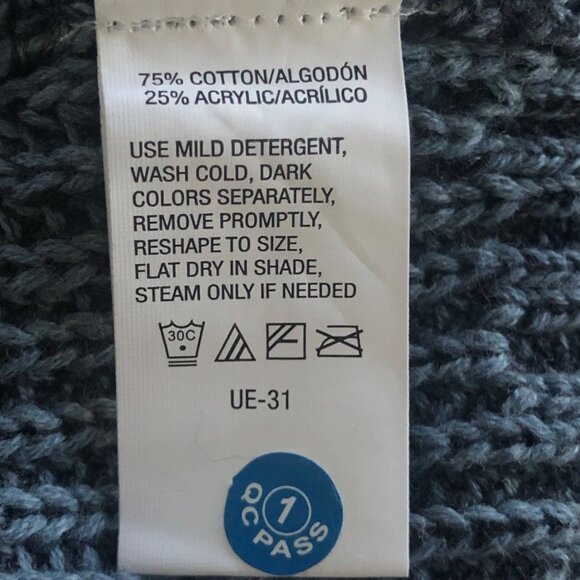 75% COTTON/ALGODÓN
25% ACRYLIC/ACRÍLICO
USE MILD DETERGENT,
WASH COLD, DARK
COLORS SEPARATELY,
REMOVE PROMPTLY,
RESHAPE TO SIZE,
FLAT DRY IN SHADE,
STEAM ONLY IF NEEDED
30C
UE-31
1
QC PASS